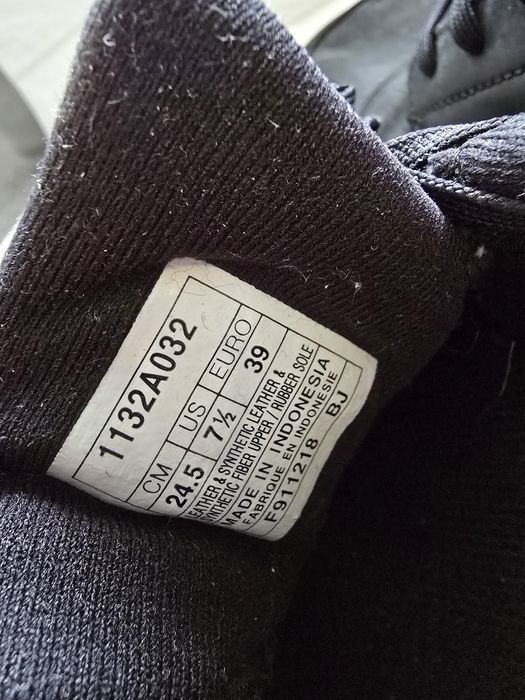 1132A032
CM US EURO
24.5 7½ 39
LEATHER & SYNTHETIC LEATHER &
SYNTHETIC FIBER UPPER / RUBBER SOLE
MADE IN INDONESIA
FABRIQUE EN INDONESIE
F911218 BJ